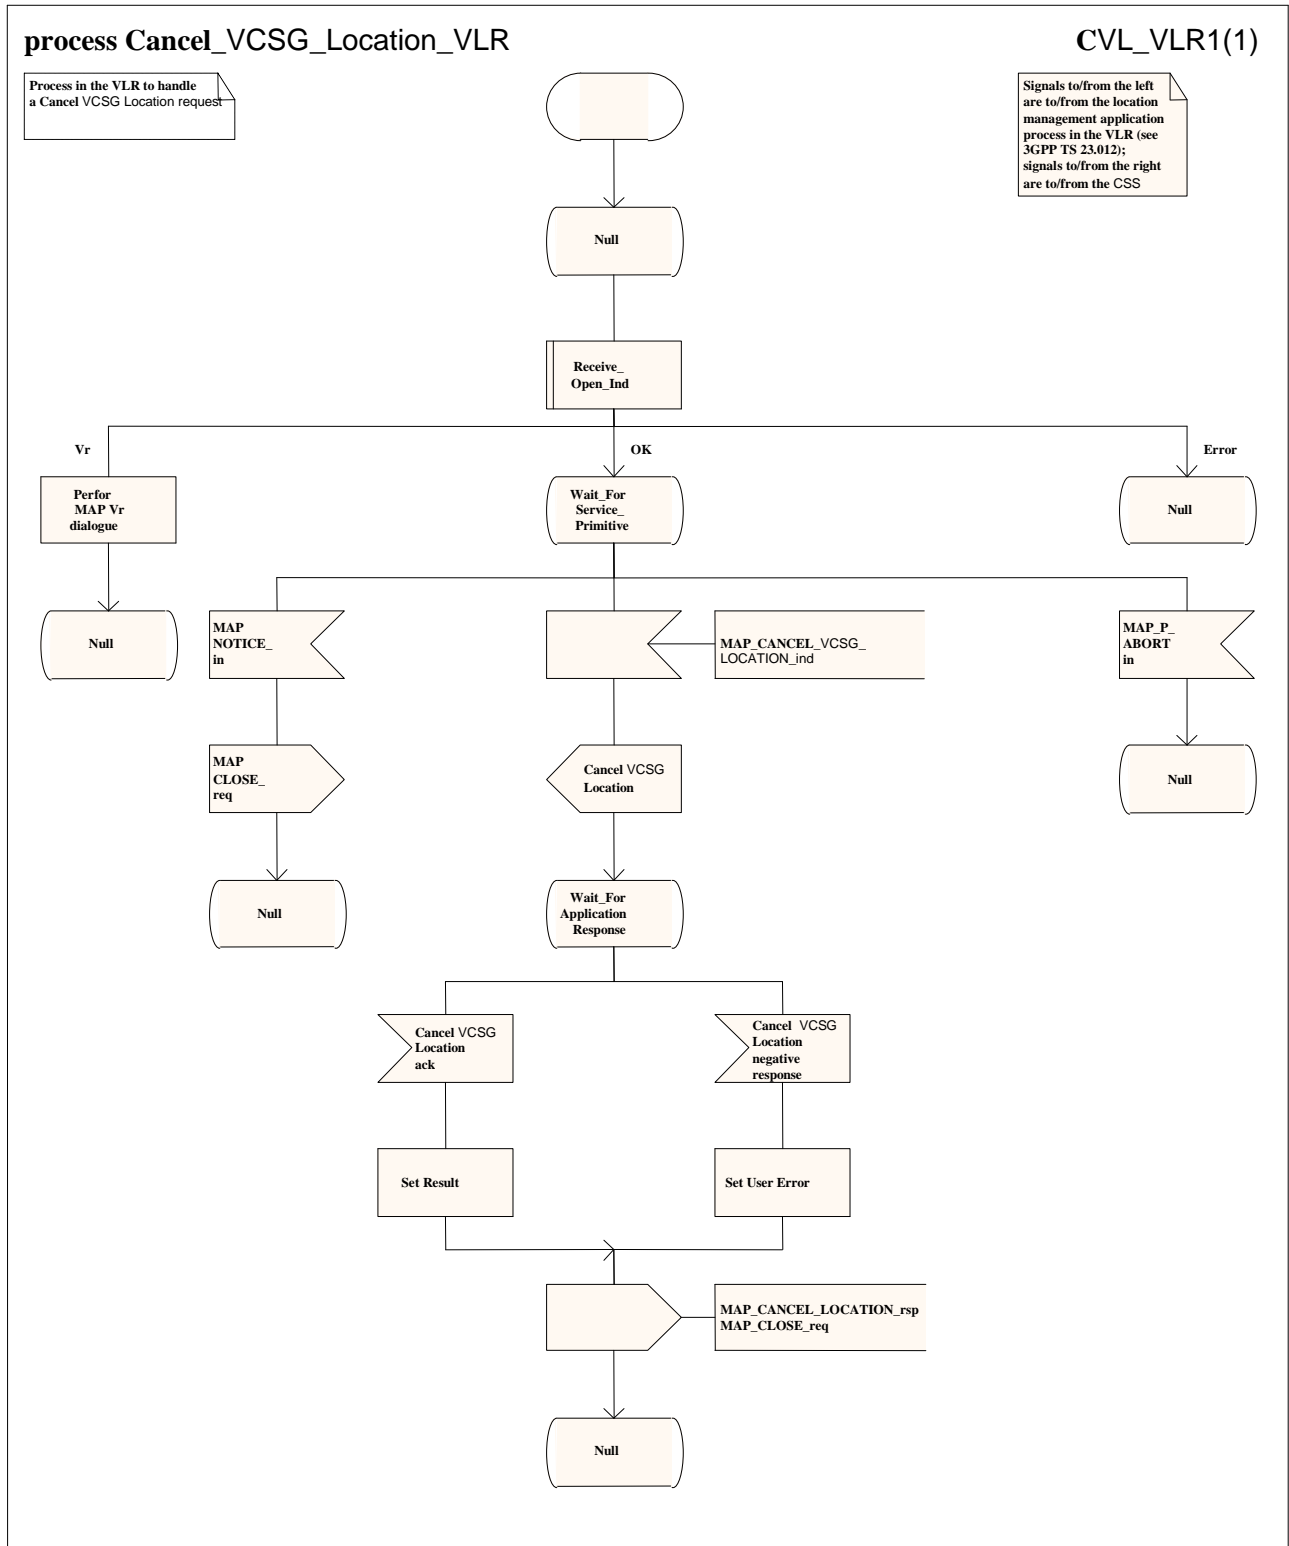 process Cancel_VCSG_Location_VLR
CVL_VLR1(1)
Process in the VLR to handle
a Cancel VCSG Location request
Signals to/from the left
are to/from the location
management application
process in the VLR (see
3GPP TS 23.012);
signals to/from the right
are to/from the CSS
Null
Receive_
Open_Ind
Vr
OK
Error
Perfor
MAP Vr
dialogue
Wait_For
Service_
Primitive
Null
Null
MAP
NOTICE_
in
MAP_CANCEL_VCSG_
LOCATION_ind
MAP_P_
ABORT
in
MAP
CLOSE_
req
Cancel VCSG
Location
Null
Null
Wait_For
Application
Response
Cancel VCSG
Location
ack
Cancel VCSG
Location
negative
response
Set Result
Set User Error
MAP_CANCEL_LOCATION_rsp
MAP_CLOSE_req
Null